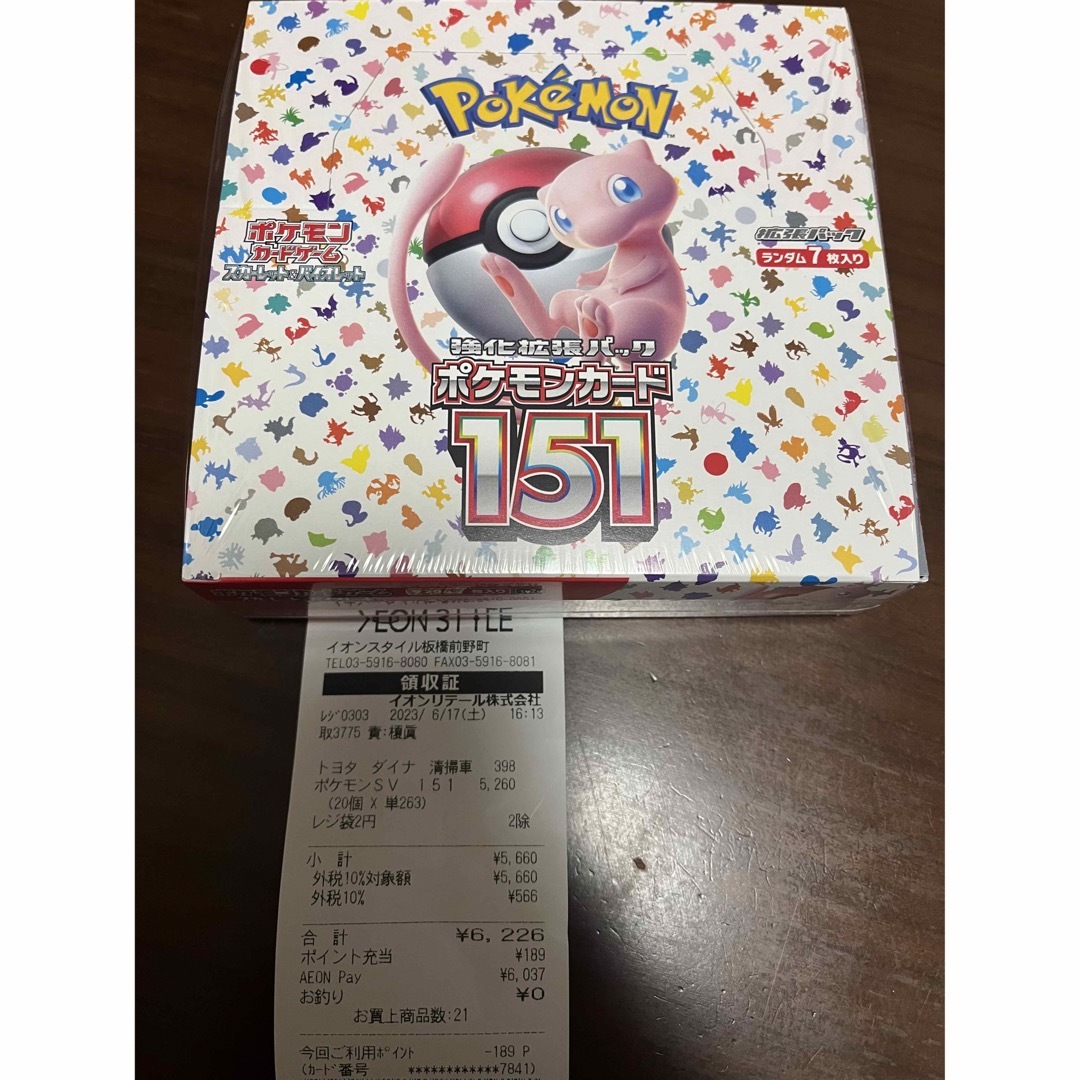 POKÉMON
ポケモン
カードゲーム
スカーレット&バイオレット
拡張パック
ランダム7枚入り
強化拡張パック
ポケモンカード
151
イオンスタイル板橋前野町
TEL03-5916-8080 FAX03-5916-8081
領収証
イオンリテール株式会社
ﾚｼﾞ0303 2023/ 6/17(土) 16:13
取3775 責:榎眞
トヨタ ダイナ 清掃車 398
ポケモンSV 151 5,260
(20個 X 単263)
レジ袋2円 2除
小 計 ¥5,660
外税10%対象額 ¥5,660
外税10% ¥566
合 計 ¥6,226
ポイント充当 ¥189
AEON Pay ¥6,037
お釣り ¥0
お買上商品数:21
今回ご利用ﾎﾟｲﾝﾄ -189 P
(ｶｰﾄﾞ番号 ************7841)